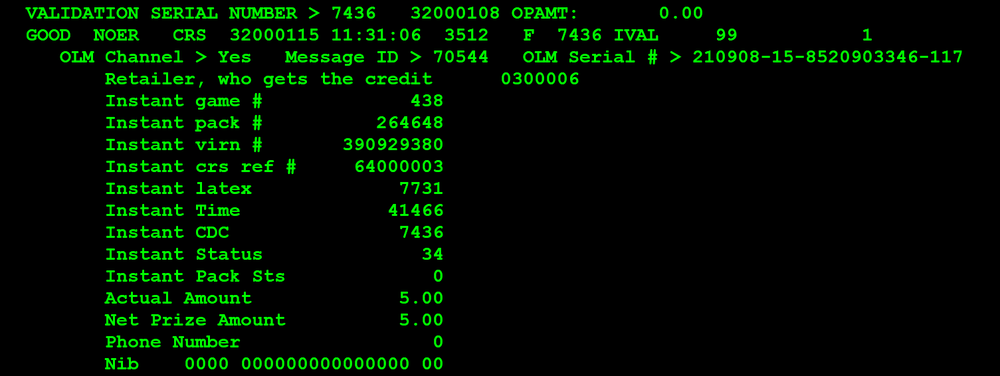 VALIDATION SERIAL NUMBER > 7436 32000108 OPAMT: 0.00
GOOD NOER CRS 32000115 11:31:06 3512 F 7436 IVAL 99 1
OLM Channel > Yes Message ID > 70544 OLM Serial # > 210908-15-8520903346-117
Retailer, who gets the credit 0300006
Instant game # 438
Instant pack # 264648
Instant virn # 390929380
Instant crs ref # 64000003
Instant latex 7731
Instant Time 41466
Instant CDC 7436
Instant Status 34
Instant Pack Sts 0
Actual Amount 5.00
Net Prize Amount 5.00
Phone Number 0
Nib 0000 000000000000000 00